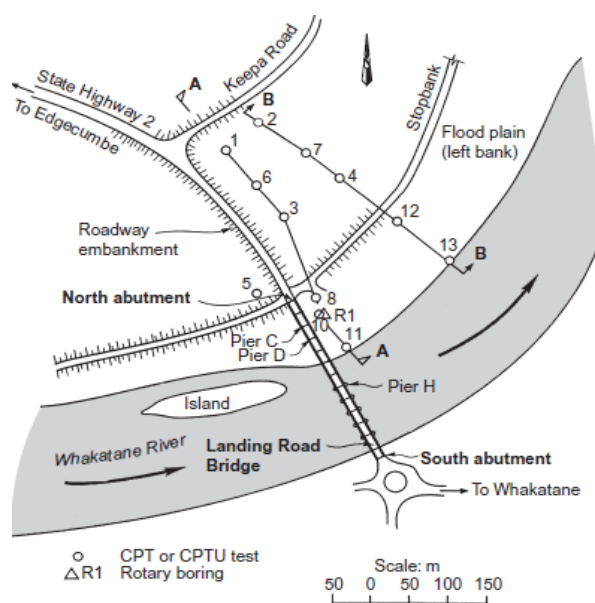 State Highway 2
A
Keepa Road
To Edgecumbe
B
2
1
7
Stopbank
Flood plain
(left bank)
6
4
3
12
Roadway
embankment
13
B
North abutment
5
8
R1
10
Pier C
11
Pier D
A
Pier H
Island
Whakatane River
Landing Road
Bridge
South abutment
To Whakatane
CPT or CPTU test
R1 Rotary boring
Scale: m
50 0 50 100 150